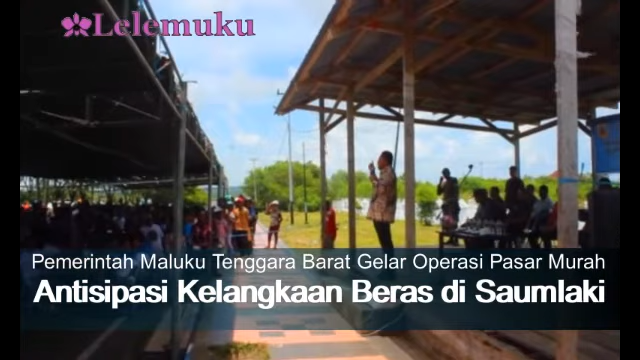 Lelemuku
Pemerintah Maluku Tenggara Barat Gelar Operasi Pasar Murah
Antisipasi Kelangkaan Beras di Saumlaki